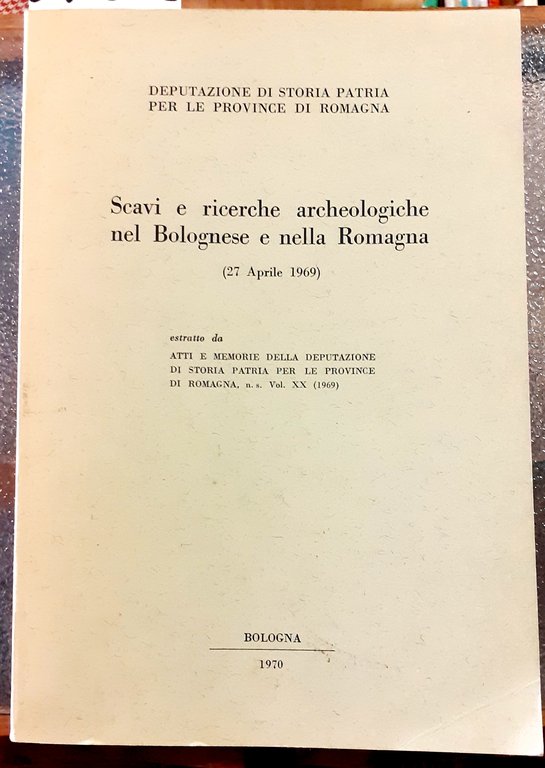 DEPUTAZIONE DI STORIA PATRIA
PER LE PROVINCE DI ROMAGNA
Scavi e ricerche archeologiche
nel Bolognese e nella Romagna
(27 Aprile 1969)
estratto da
ATTI E MEMORIE DELLA DEPUTAZIONE
DI STORIA PATRIA PER LE PROVINCE
DI ROMAGNA, n. s. Vol. XX (1969)
BOLOGNA
1970